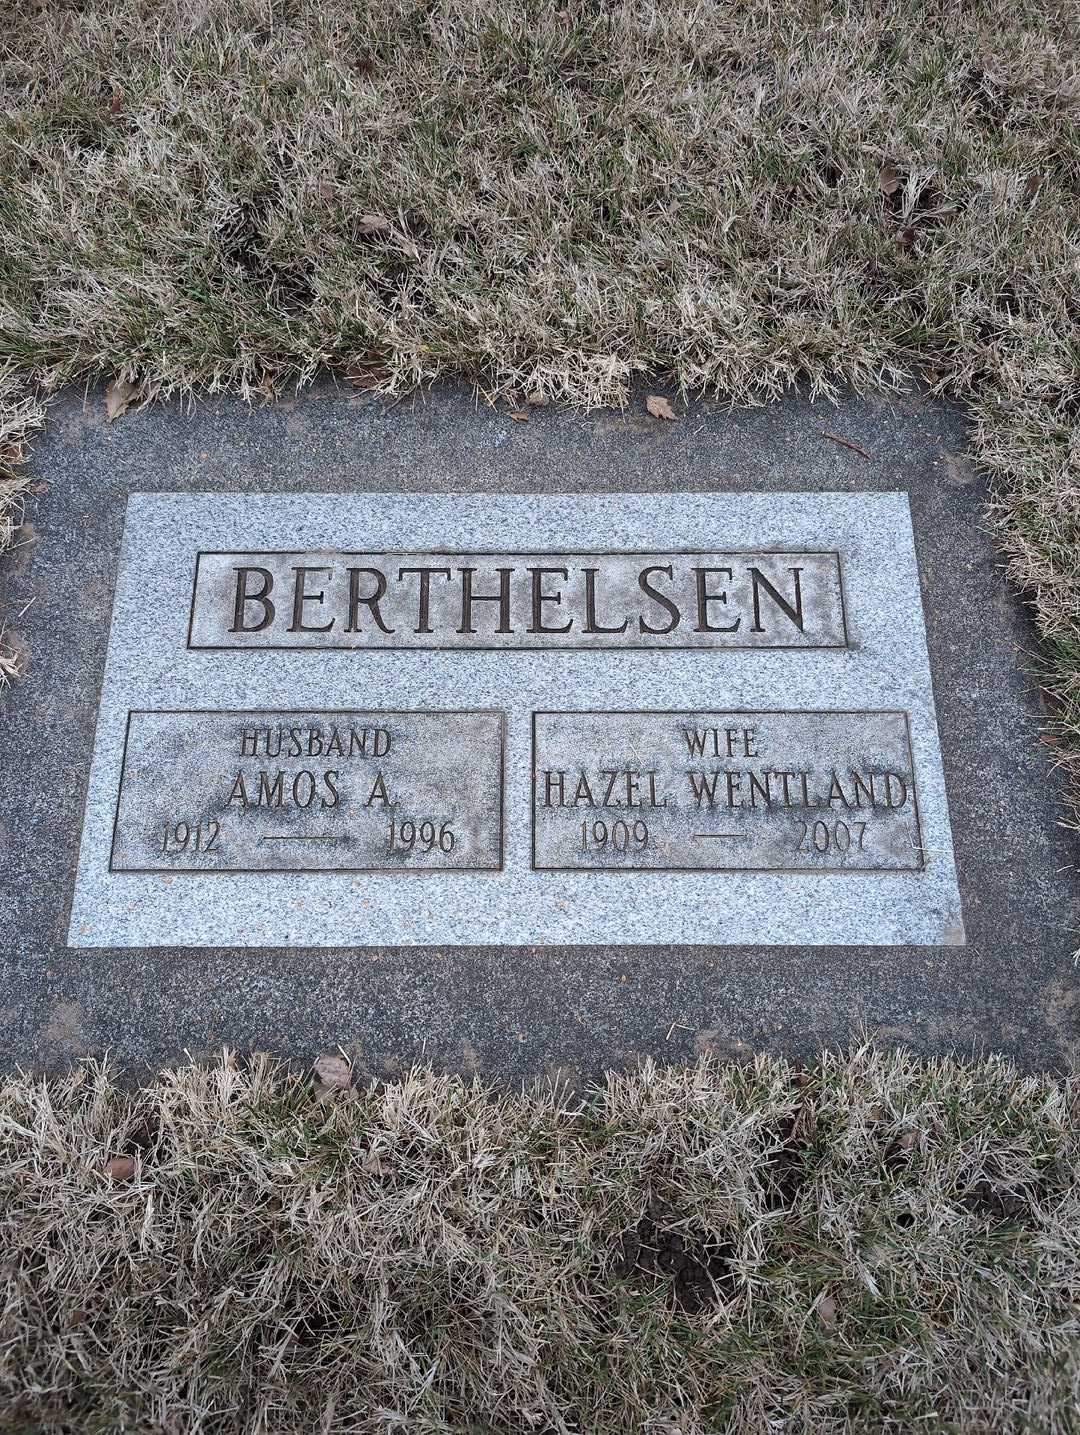 BERTHELSEN
HUSBAND
AMOS A.
1912 — 1996
WIFE
HAZEL WENTLAND
1909 — 2007